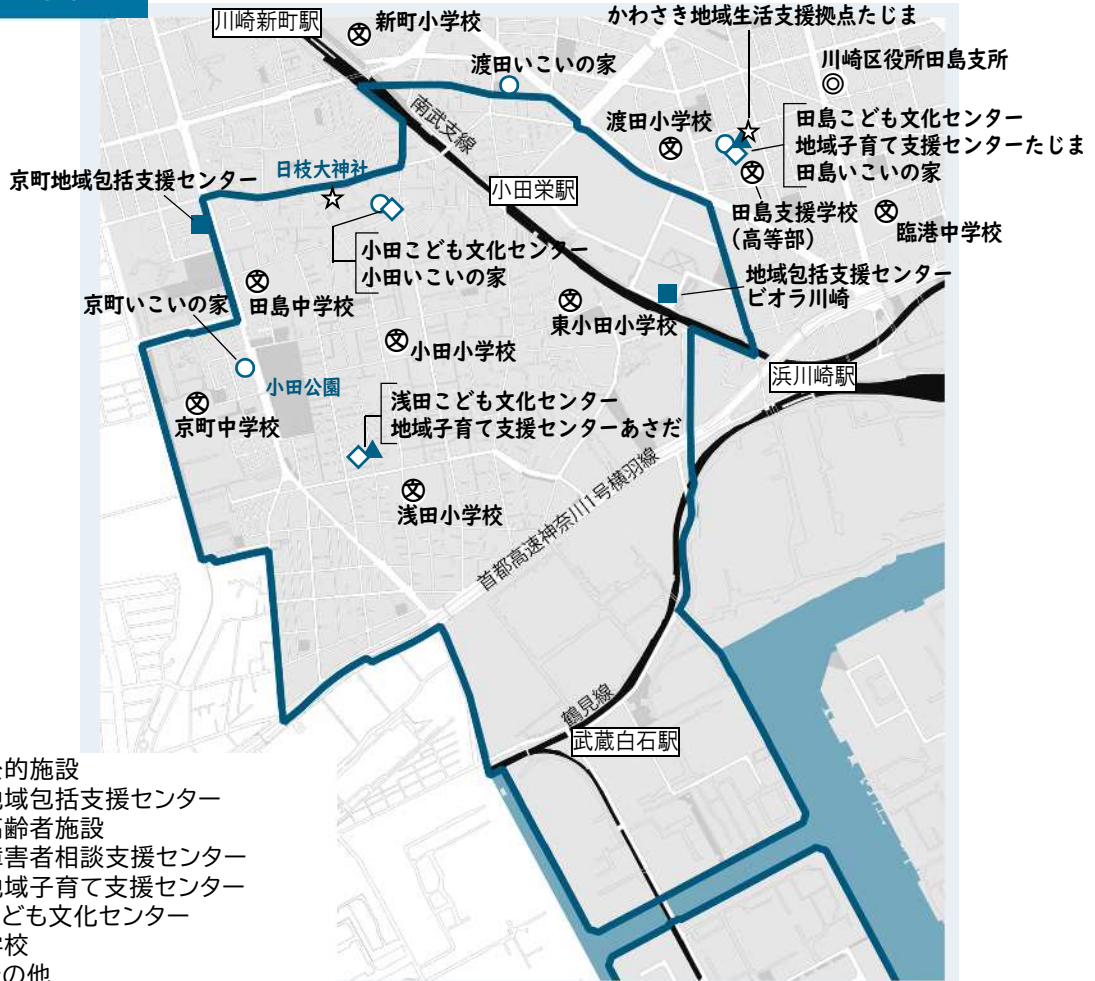 川崎新町駅
新町小学校
かわさき地域生活支援拠点たじま
渡田いこいの家
川崎区役所田島支所
南武支線
渡田小学校
田島こども文化センター
地域子育て支援センターたじま
田島いこいの家
日枝大神社
京町地域包括支援センター
小田栄駅
田島支援学校
(高等部)
臨港中学校
小田こども文化センター
小田いこいの家
地域包括支援センター
ビオラ川崎
京町いこいの家
田島中学校
東小田小学校
小田小学校
浜川崎駅
小田公園
京町中学校
浅田こども文化センター
地域子育て支援センターあさだ
浅田小学校
首都高速神奈川1号横羽線
鶴見線
武蔵白石駅
的施設
地域包括支援センター
高齢者施設
障害者相談支援センター
地域子育て支援センター
ども文化センター
学校
の他